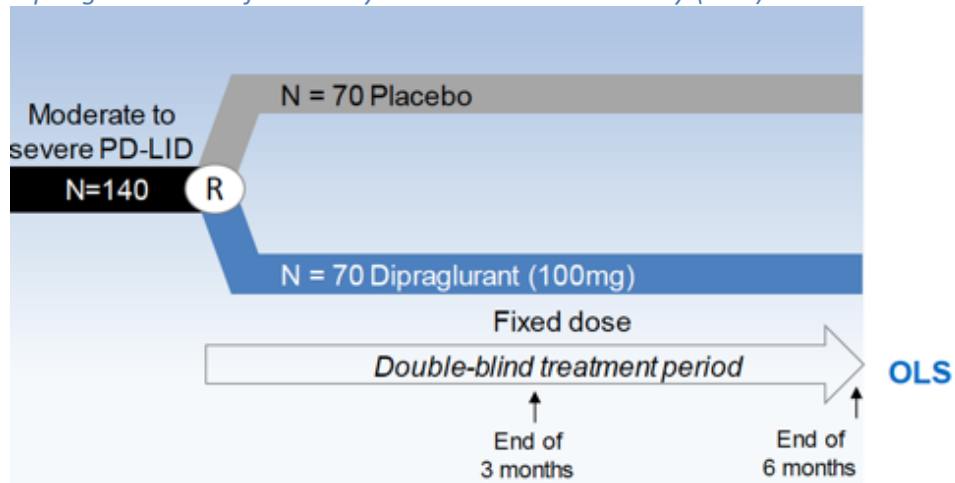 N = 70 Placebo
Moderate to
severe PD-LID
N=140
R
N = 70 Dipraglurant (100mg)
Fixed dose
Double-blind treatment period
OLS
End of
3 months
End of
6 months